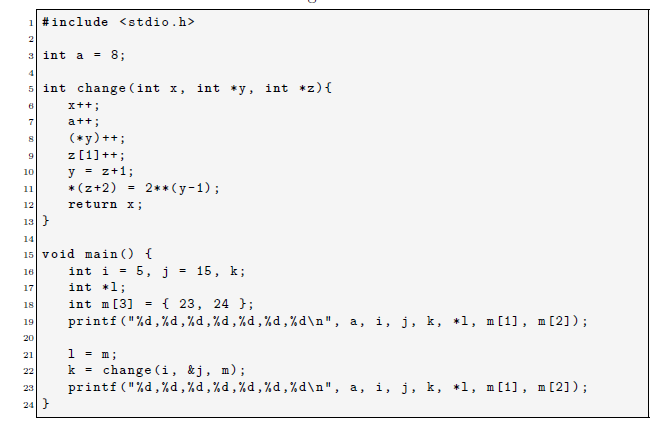 1 #include <stdio.h>
2
3 int a = 8;
4
5 int change(int x, int *y, int *z){
6     x++;
7     a++;
8     (*y)++;
9     z[1]++;
10     y = z+1;
11     *(z+2) = 2**(y-1);
12     return x;
13 }
14
15 void main() {
16     int i = 5, j = 15, k;
17     int *l;
18     int m[3] = { 23, 24 };
19     printf("%d,%d,%d,%d,%d,%d,%d\n", a, i, j, k, *l, m[1], m[2]);
20
21     l = m;
22     k = change(i, &j, m);
23     printf("%d,%d,%d,%d,%d,%d,%d\n", a, i, j, k, *l, m[1], m[2]);
24 }